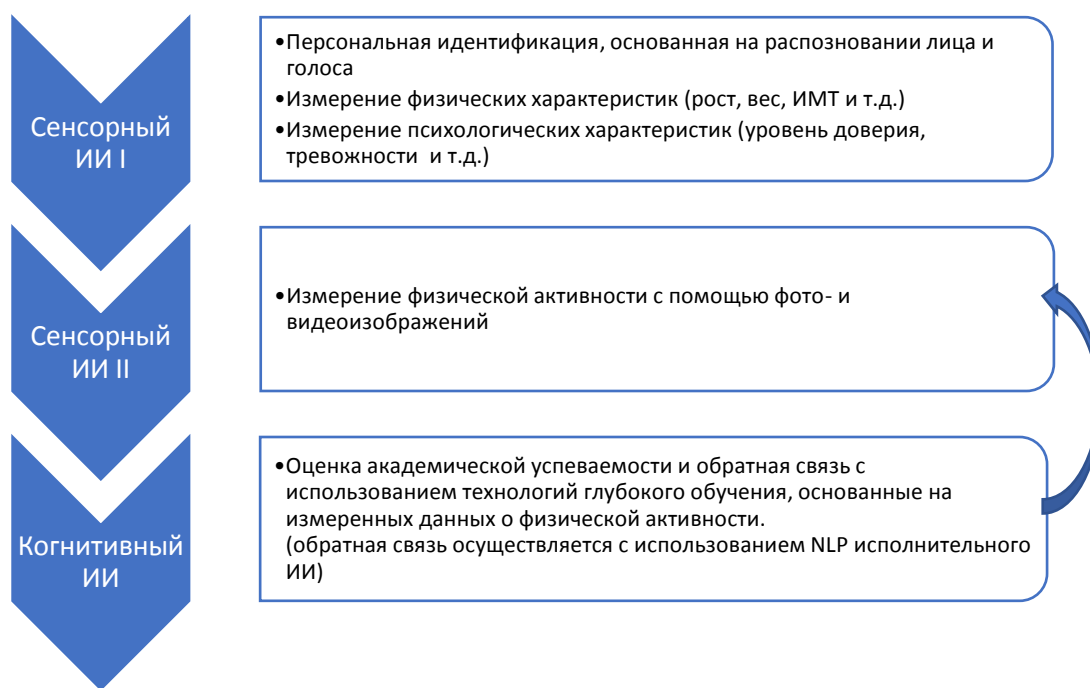 Сенсорный
ИИ I
•Персональная идентификация, основанная на распозновании лица и
голоса
•Измерение физических характеристик (рост, вес, ИМТ и т.д.)
•Измерение психологических характеристик (уровень доверия,
тревожности и т.д.)
Сенсорный
ИИ II
•Измерение физической активности с помощью фото- и
видеоизображений
Когнитивный
ИИ
•Оценка академической успеваемости и обратная связь с
использованием технологий глубокого обучения, основанные на
измеренных данных о физической активности.
(обратная связь осуществляется с использованием NLP исполнительного
ИИ)